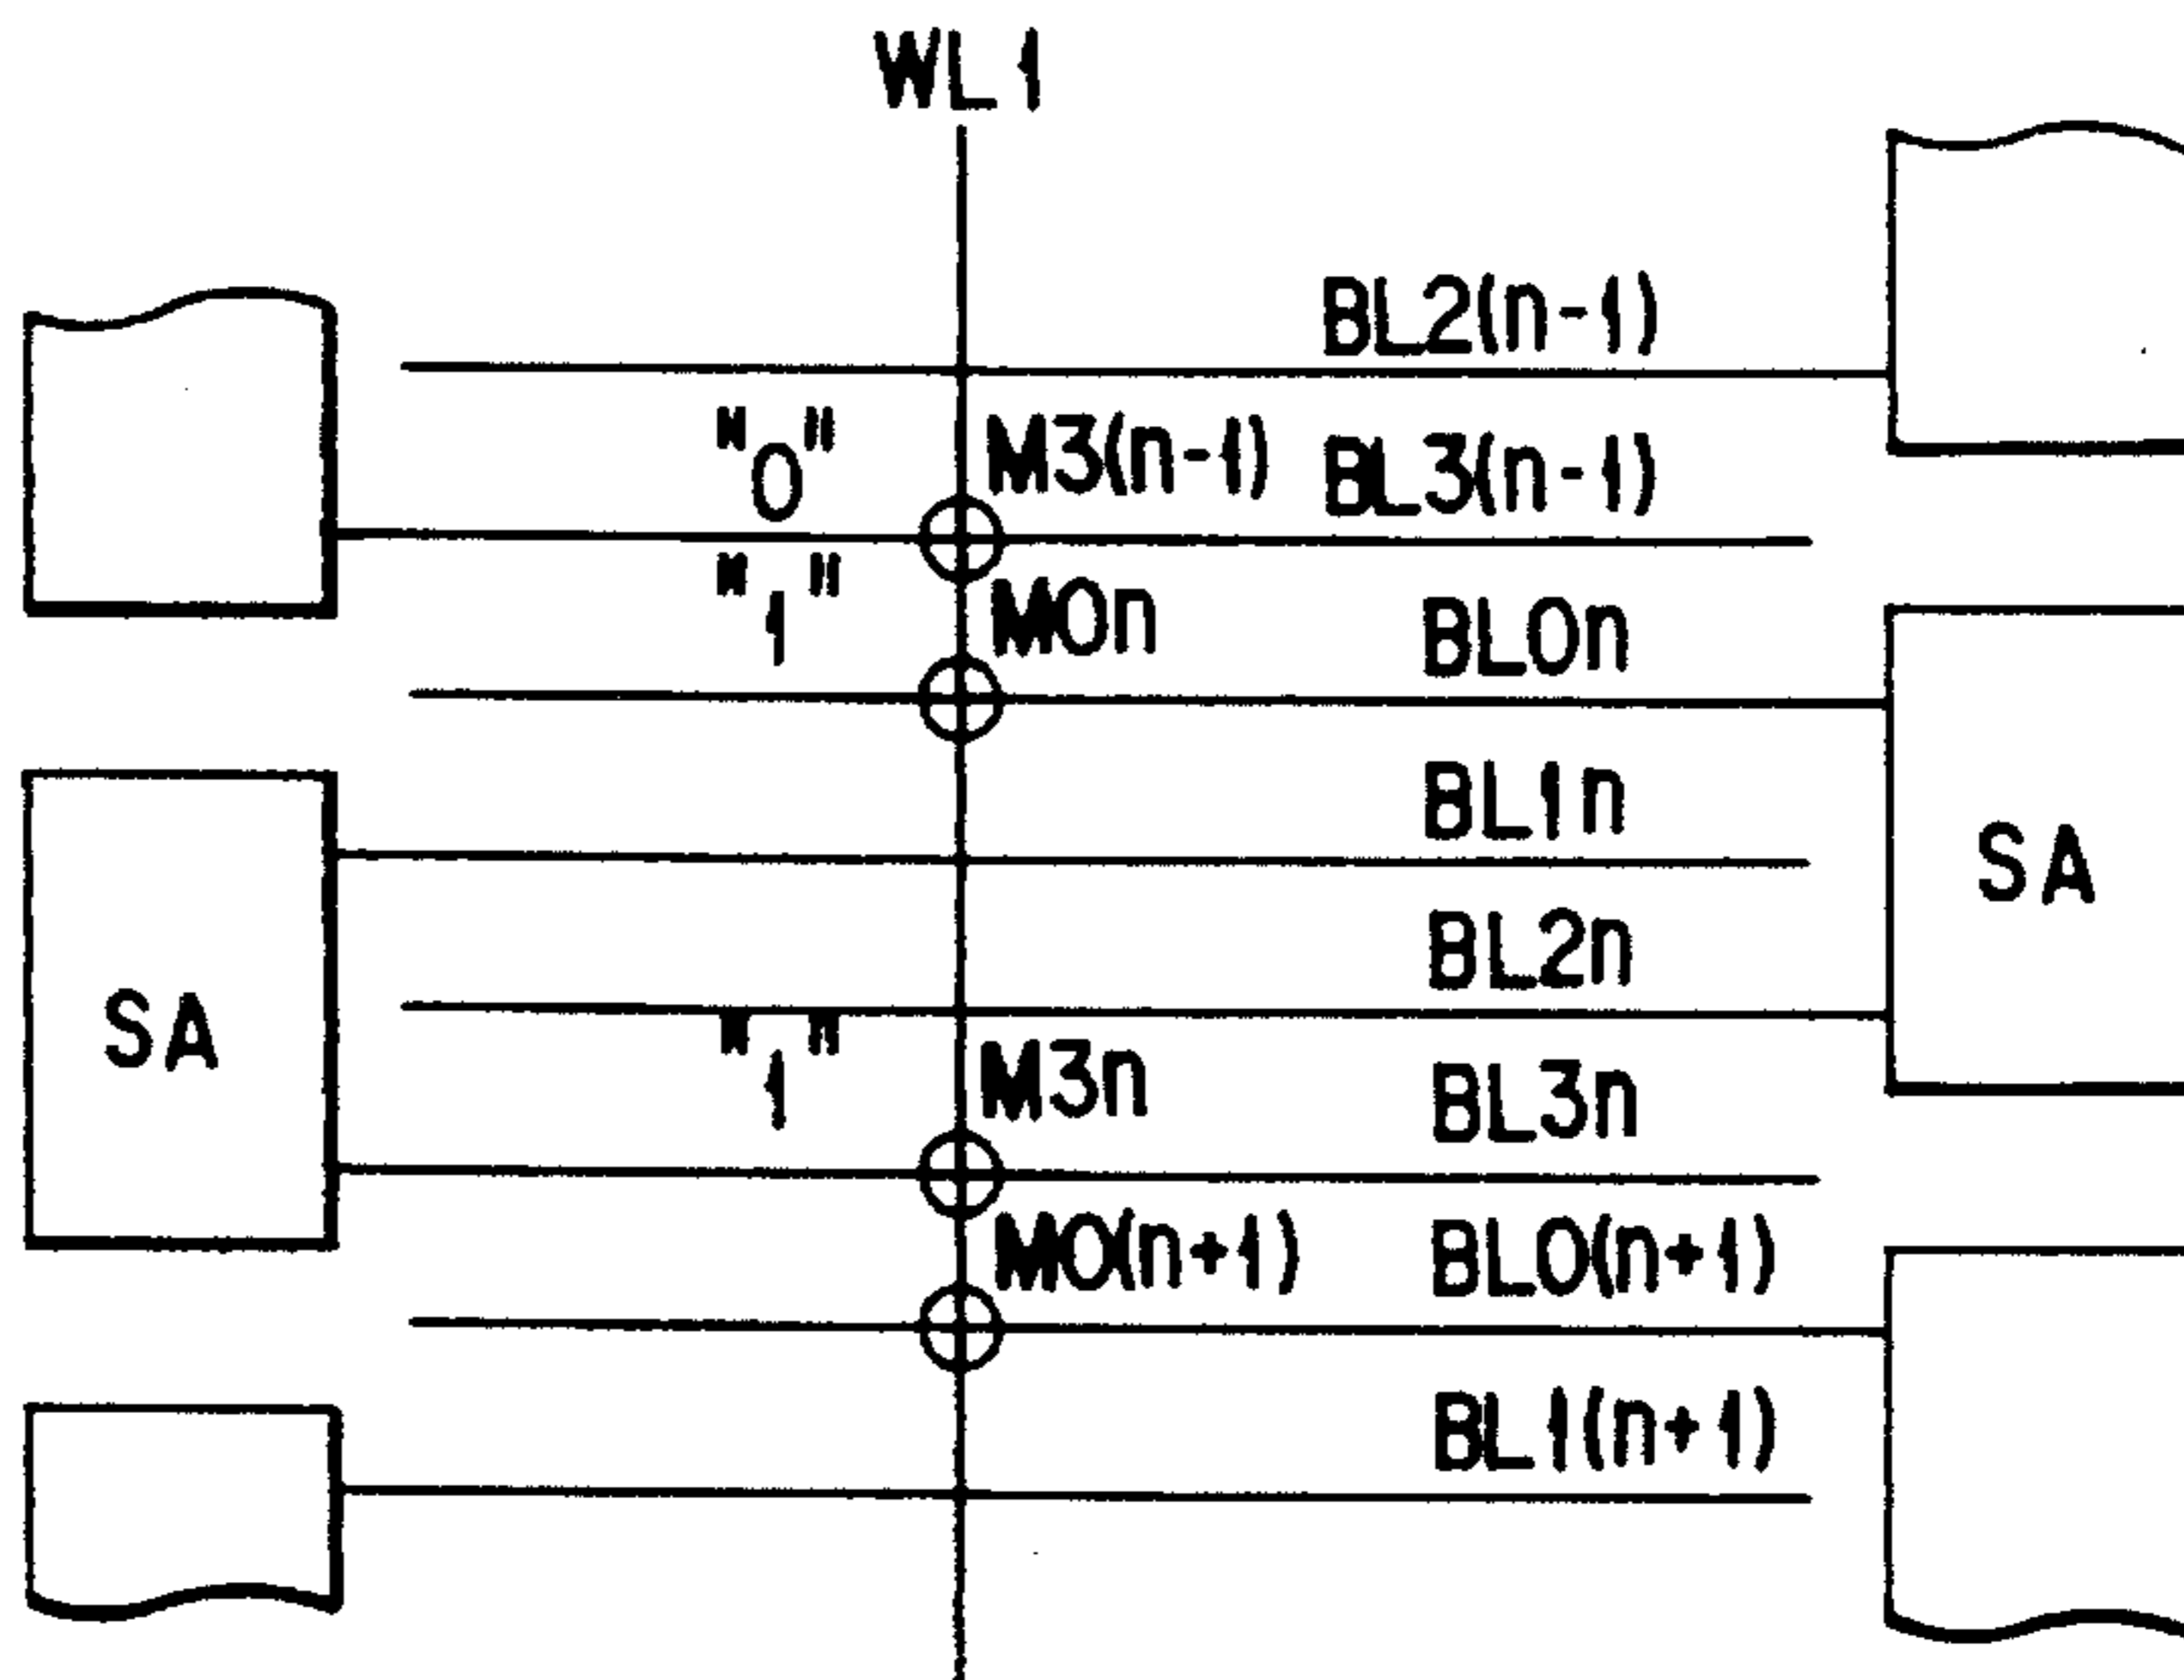 WL1
BL2(n-1)
"0" M3(n-1) BL3(n-1)
"1" M0n BL0n
BL1n
SA
BL2n
SA
"1" M3n BL3n
M0(n+1) BL0(n+1)
BL1(n+1)